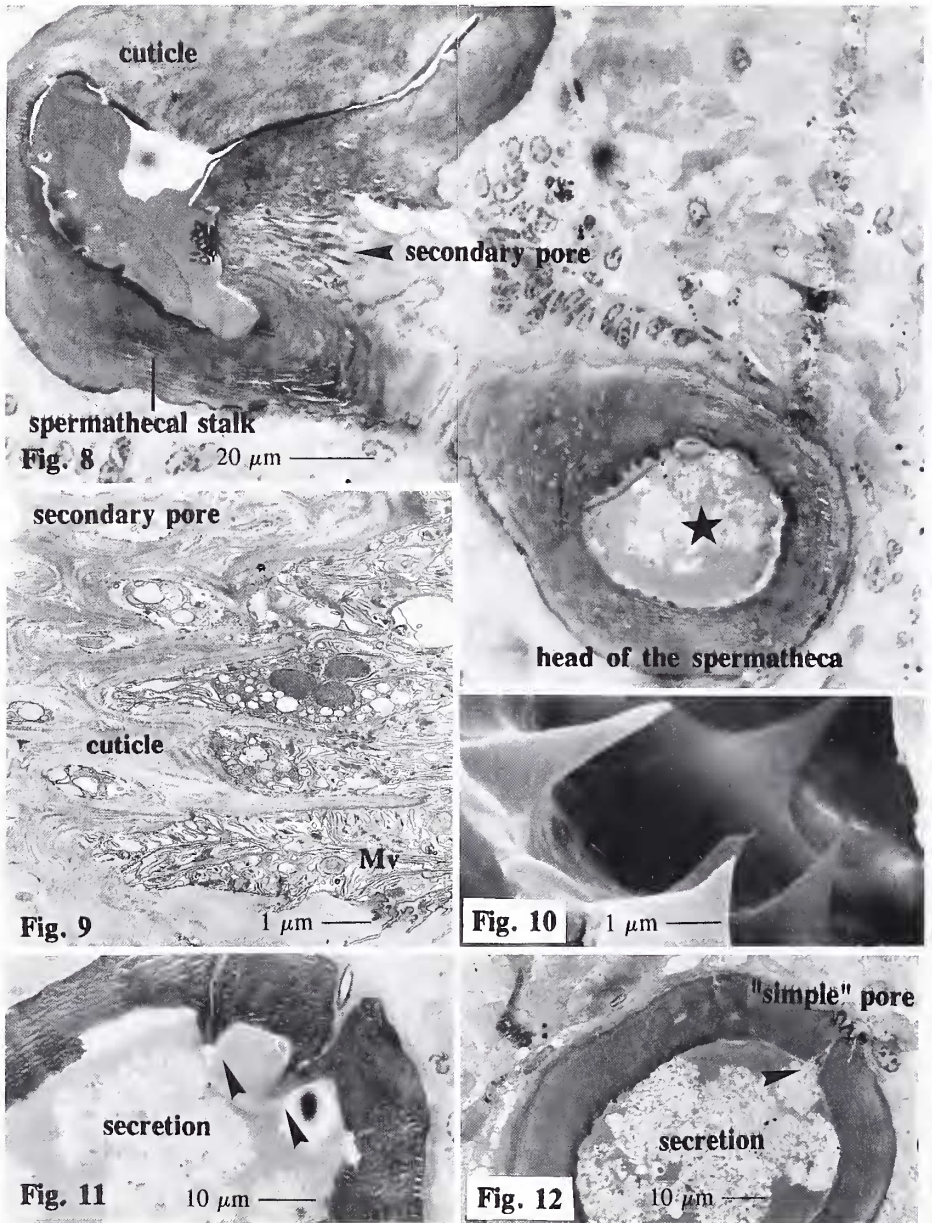 cuticle
secondary pore
spermathecal stalk
Fig. 8
20 μm
head of the spermatheca
secondary pore
cuticle
Mv
Fig. 9
1 μm
Fig. 10
1 μm
secretion
Fig. 11
10 μm
"simple" pore
secretion
Fig. 12
10 μm